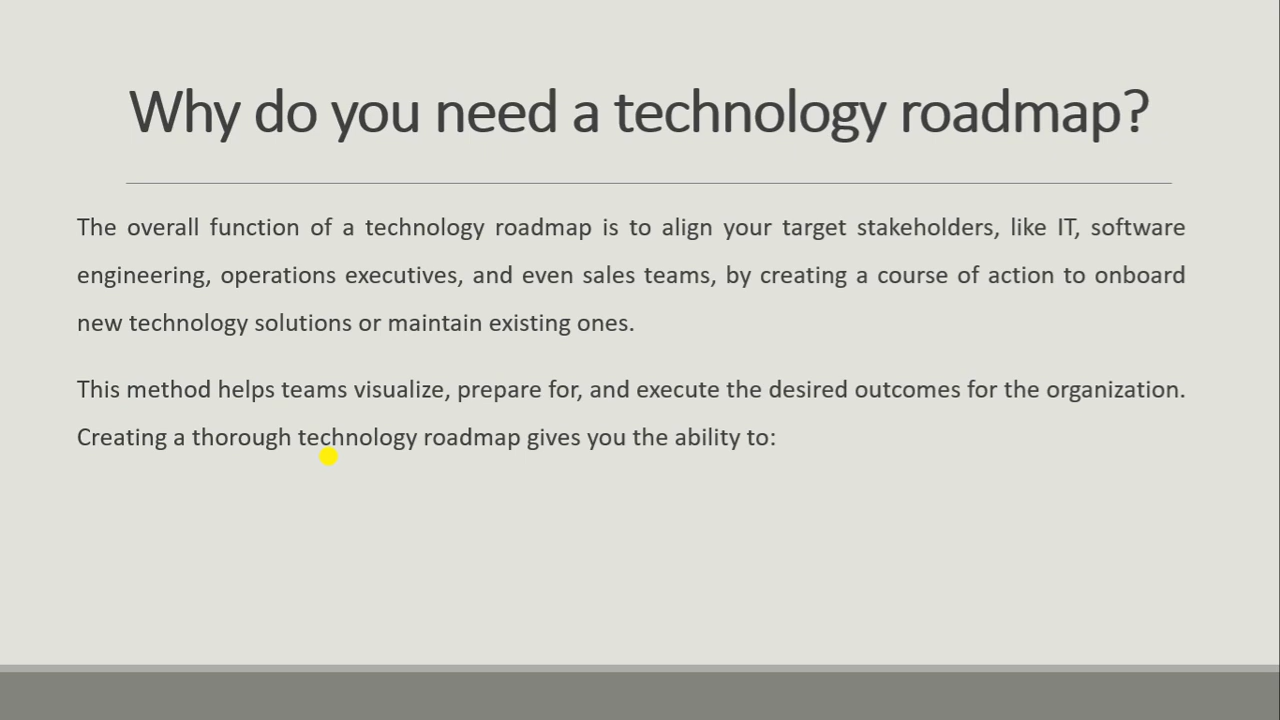 Why do you need a technology roadmap?
The overall function of a technology roadmap is to align your target stakeholders, like IT, software
engineering, operations executives, and even sales teams, by creating a course of action to onboard
new technology solutions or maintain existing ones.
This method helps teams visualize, prepare for, and execute the desired outcomes for the organization.
Creating a thorough technology roadmap gives you the ability to: